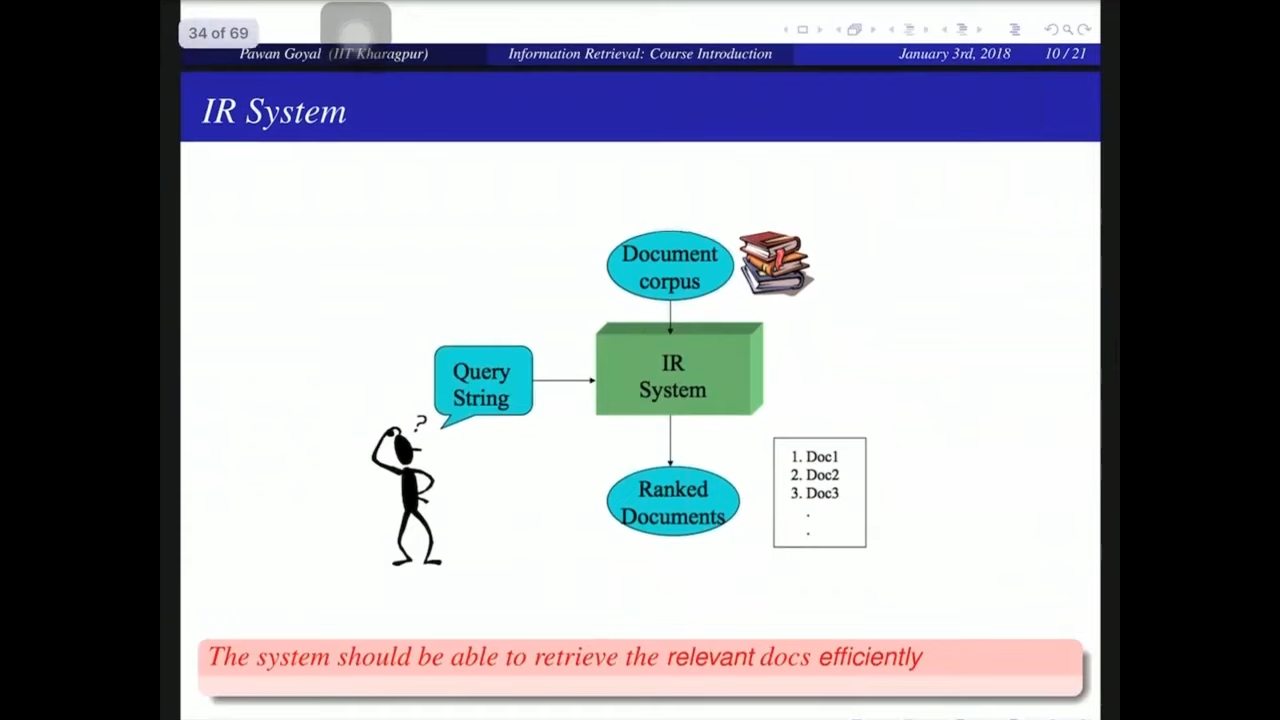 34 of 69
Pawan Goyal (IIT Kharagpur)
Information Retrieval: Course Introduction
January 3rd, 2018
10 / 21
IR System
Document
corpus
Query
String
?
IR
System
Ranked
Documents
1. Doc1
2. Doc2
3. Doc3
.
.
The system should be able to retrieve the relevant docs efficiently